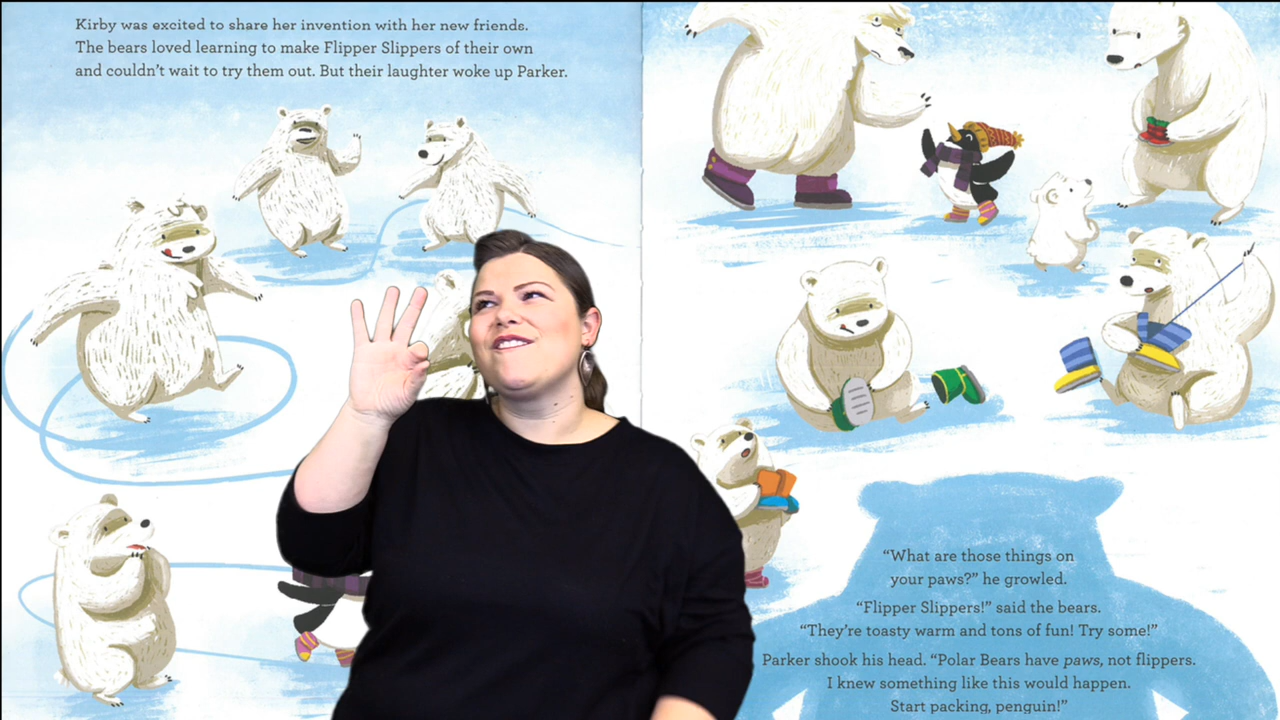 Kirby was excited to share her invention with her new friends.
The bears loved learning to make Flipper Slippers of their own
and couldn’t wait to try them out. But their laughter woke up Parker.
“What are those things on
your paws?” he growled.
“Flipper Slippers!” said the bears.
“They’re toasty warm and tons of fun! Try some!”
Parker shook his head. “Polar Bears have paws, not flippers.
I knew something like this would happen.
Start packing, penguin!”